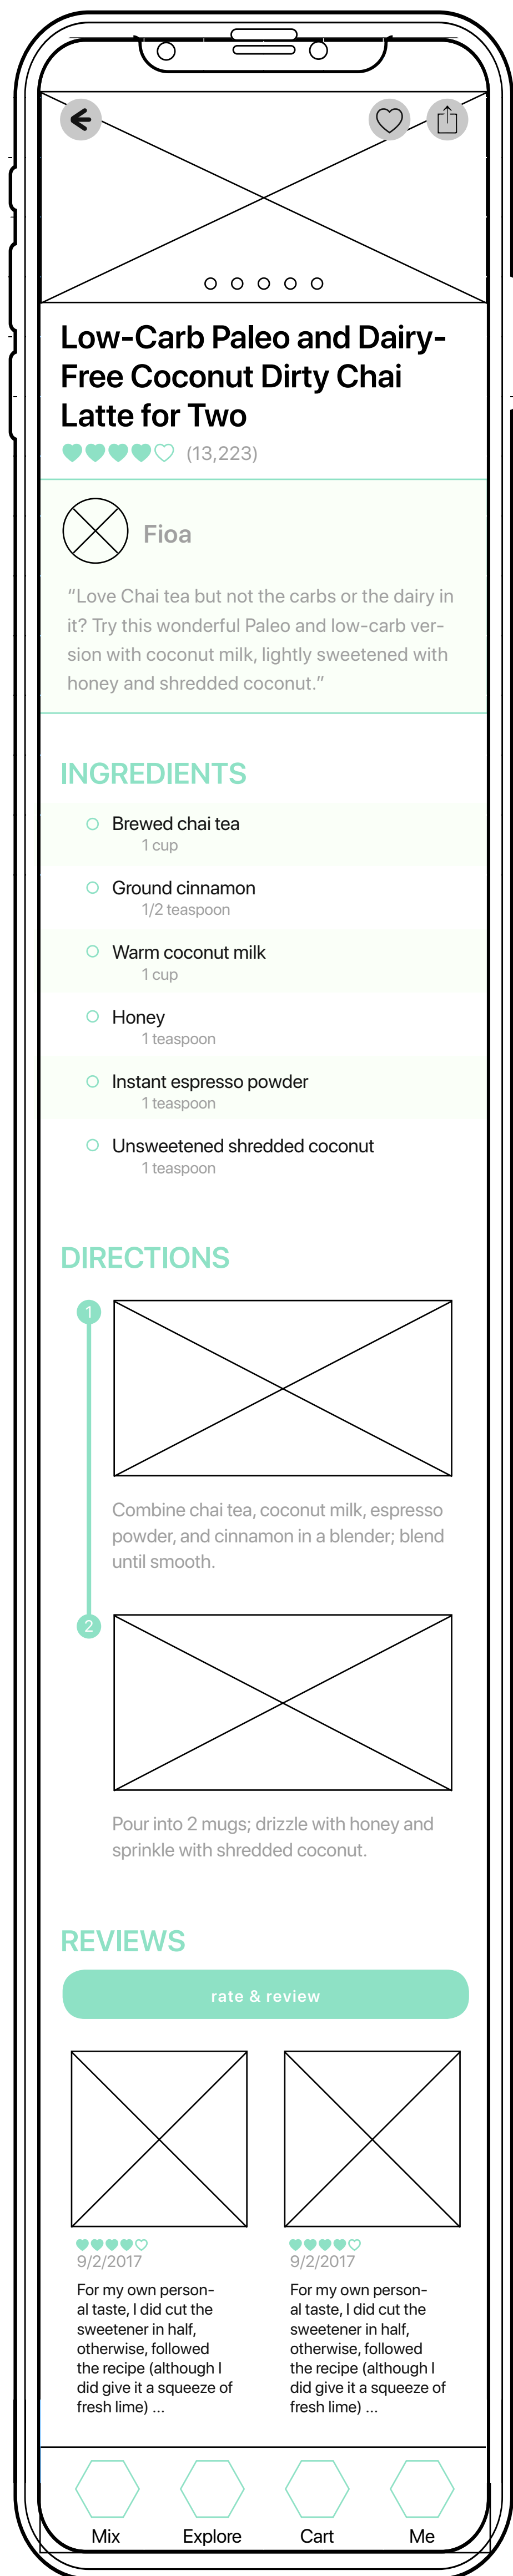 Low-Carb Paleo and Dairy-
Free Coconut Dirty Chai
Latte for Two
(13,223)
Fioa
“Love Chai tea but not the carbs or the dairy in
it? Try this wonderful Paleo and low-carb ver-
sion with coconut milk, lightly sweetened with
honey and shredded coconut.”
INGREDIENTS
Brewed chai tea
1 cup
Ground cinnamon
1/2 teaspoon
Warm coconut milk
1 cup
Honey
1 teaspoon
Instant espresso powder
1 teaspoon
Unsweetened shredded coconut
1 teaspoon
DIRECTIONS
1
Combine chai tea, coconut milk, espresso
powder, and cinnamon in a blender; blend
until smooth.
2
Pour into 2 mugs; drizzle with honey and
sprinkle with shredded coconut.
REVIEWS
rate & review
9/2/2017
For my own person-
al taste, I did cut the
sweetener in half,
otherwise, followed
the recipe (although I
did give it a squeeze of
fresh lime) ...
9/2/2017
For my own person-
al taste, I did cut the
sweetener in half,
otherwise, followed
the recipe (although I
did give it a squeeze of
fresh lime) ...
Mix Explore Cart Me